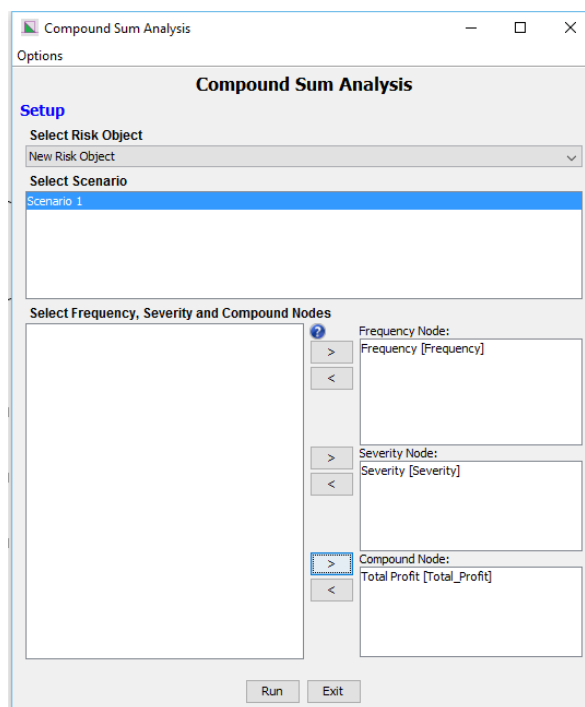 Compound Sum Analysis
Options
Compound Sum Analysis
Setup
Select Risk Object
New Risk Object
Select Scenario
Scenario 1
Select Frequency, Severity and Compound Nodes
?
Frequency Node:
>
Frequency [Frequency]
<
Severity Node:
>
Severity [Severity]
<
Compound Node:
>
Total Profit [Total_Profit]
<
Run Exit